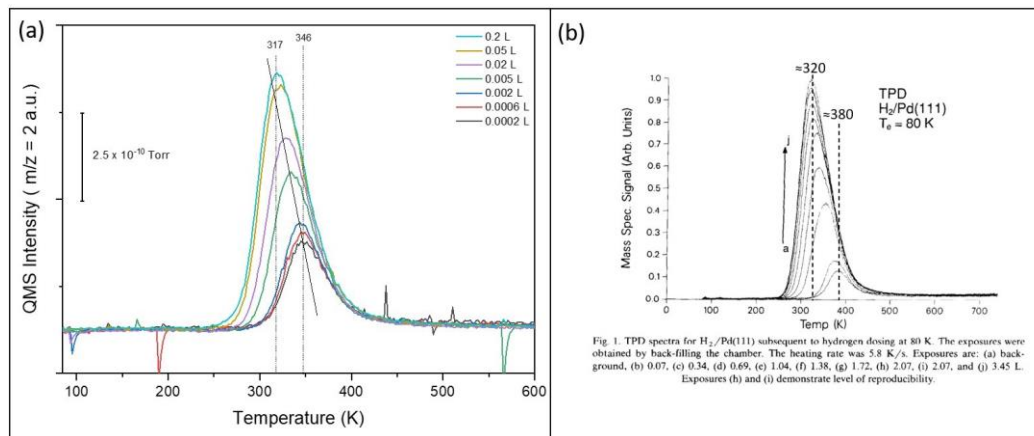 (a)
317
346
0.2 L
0.05 L
0.02 L
0.005 L
0.002 L
0.0006 L
0.0002 L
2.5 x 10-10 Torr
QMS Intensity ( m/z = 2 a.u.)
100 150 200 250 300 350 400 450 500 550 600
Temperature (K)
(b)
≈320
≈380
TPD
H2/Pd(111)
Te = 80 K
j
a
Mass Spec. Signal (Arb. Units)
1.0
0.9
0.8
0.7
0.6
0.5
0.4
0.3
0.2
0.1
0.0
0 100 200 300 400 500 600 700
Temp (K)
Fig. 1. TPD spectra for H2/Pd(111) subsequent to hydrogen dosing at 80 K. The exposures were
obtained by back-filling the chamber. The heating rate was 5.8 K/s. Exposures are: (a) back-
ground, (b) 0.07, (c) 0.34, (d) 0.69, (e) 1.04, (f) 1.38, (g) 1.72, (h) 2.07, (i) 2.07, and (j) 3.45 L.
Exposures (h) and (i) demonstrate level of reproducibility.